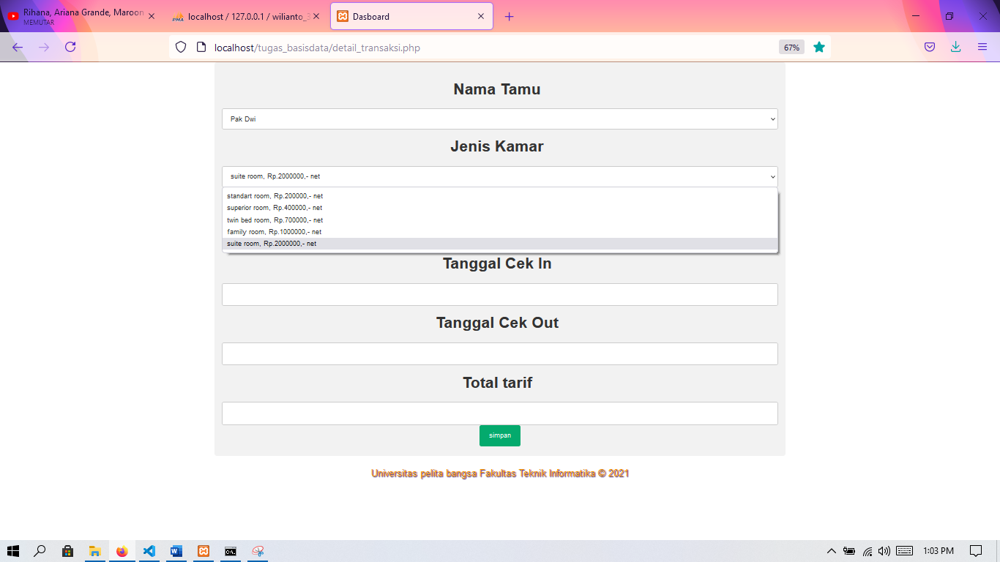 Rihana, Ariana Grande, Maroon
MEMUTAR
localhost / 127.0.0.1 / wilianto_3
Dasboard
localhost/tugas_basisdata/detail_transaksi.php
67%
Nama Tamu
Pak Dwi
Jenis Kamar
suite room, Rp.2000000,- net
standart room, Rp.200000,- net
superior room, Rp.400000,- net
twin bed room, Rp.700000,- net
family room, Rp.1000000,- net
suite room, Rp.2000000,- net
Tanggal Cek In
Tanggal Cek Out
Total tarif
simpan
Universitas pelita bangsa Fakultas Teknik Informatika © 2021
1:03 PM